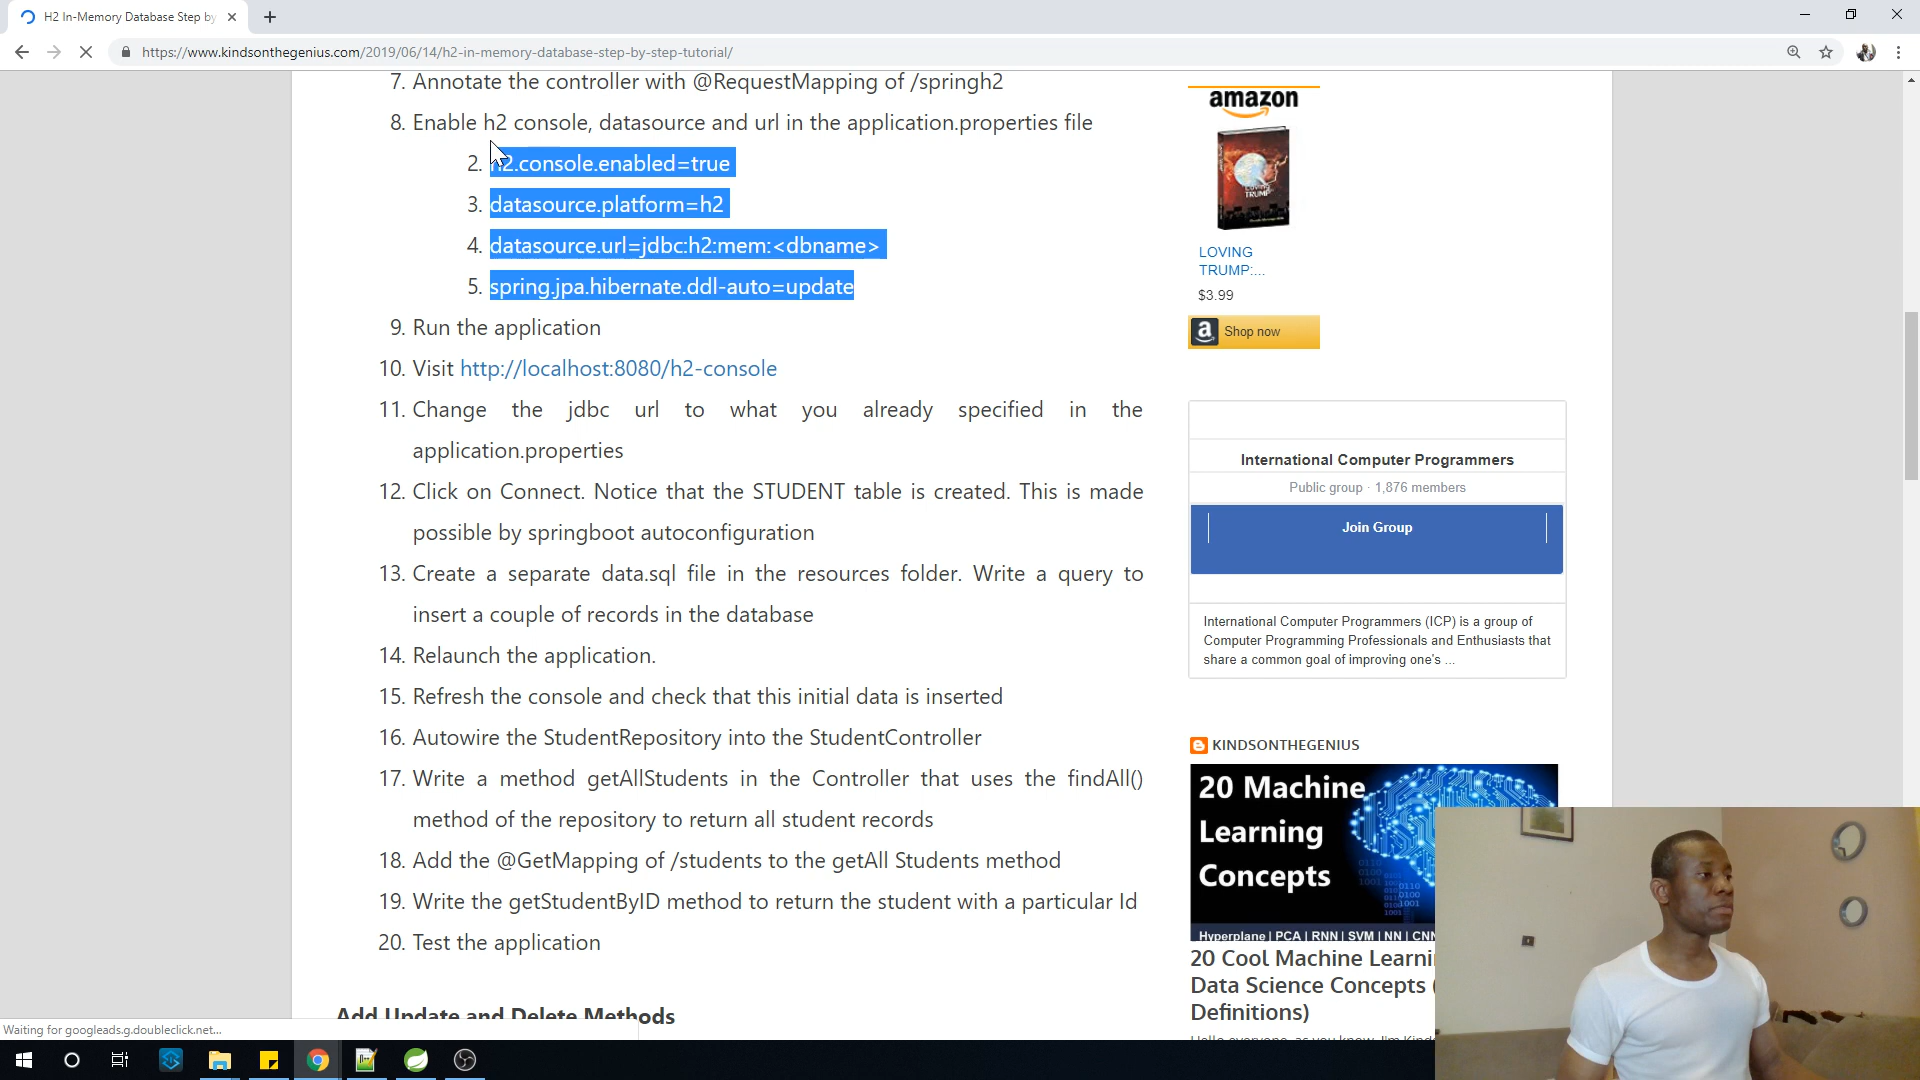 H2 In-Memory Database Step by
https://www.kindsonthegenius.com/2019/06/14/h2-in-memory-database-step-by-step-tutorial/
7. Annotate the controller with @RequestMapping of /springh2
8. Enable h2 console, datasource and url in the application.properties file
2. h2.console.enabled=true
3. datasource.platform=h2
4. datasource.url=jdbc:h2:mem:<dbname>
5. spring.jpa.hibernate.ddl-auto=update
9. Run the application
10. Visit http://localhost:8080/h2-console
11. Change the jdbc url to what you already specified in the
application.properties
12. Click on Connect. Notice that the STUDENT table is created. This is made
possible by springboot autoconfiguration
13. Create a separate data.sql file in the resources folder. Write a query to
insert a couple of records in the database
14. Relaunch the application.
15. Refresh the console and check that this initial data is inserted
16. Autowire the StudentRepository into the StudentController
17. Write a method getAllStudents in the Controller that uses the findAll()
method of the repository to return all student records
18. Add the @GetMapping of /students to the getAll Students method
19. Write the getStudentByID method to return the student with a particular Id
20. Test the application
Add Update and Delete Methods
amazon
LOVING
TRUMP
LOVING
TRUMP:...
$3.99
a Shop now
International Computer Programmers
Public group · 1,876 members
Join Group
International Computer Programmers (ICP) is a group of
Computer Programming Professionals and Enthusiasts that
share a common goal of improving one's ...
KINDSONTHEGENIUS
20 Machine
Learning
Concepts
Hyperplane | PCA | RNN | SVM | NN | CNN
20 Cool Machine Learni
Data Science Concepts (
Definitions)
Waiting for googleads.g.doubleclick.net...